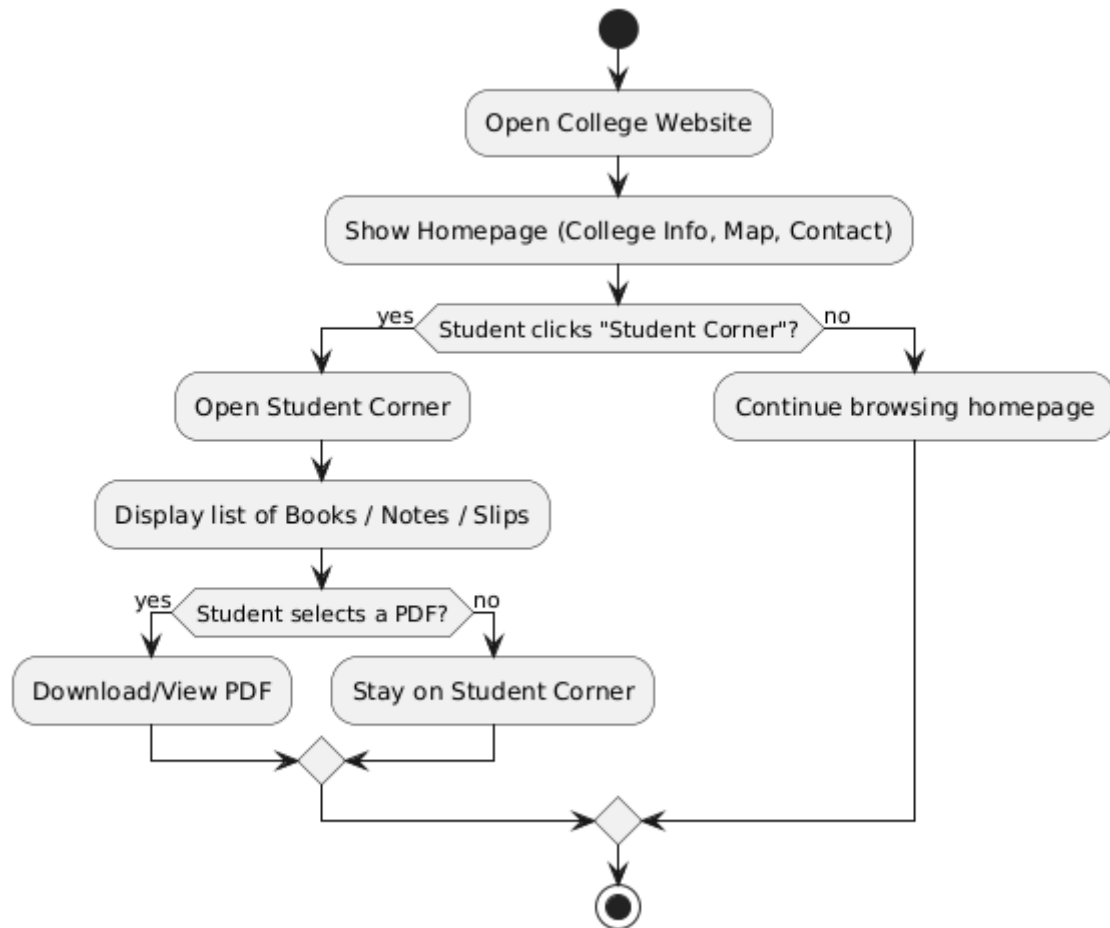 Open College Website
Show Homepage (College Info, Map, Contact)
yes
Student clicks "Student Corner"?
no
Open Student Corner
Continue browsing homepage
Display list of Books / Notes / Slips
yes
Student selects a PDF?
no
Download/View PDF
Stay on Student Corner